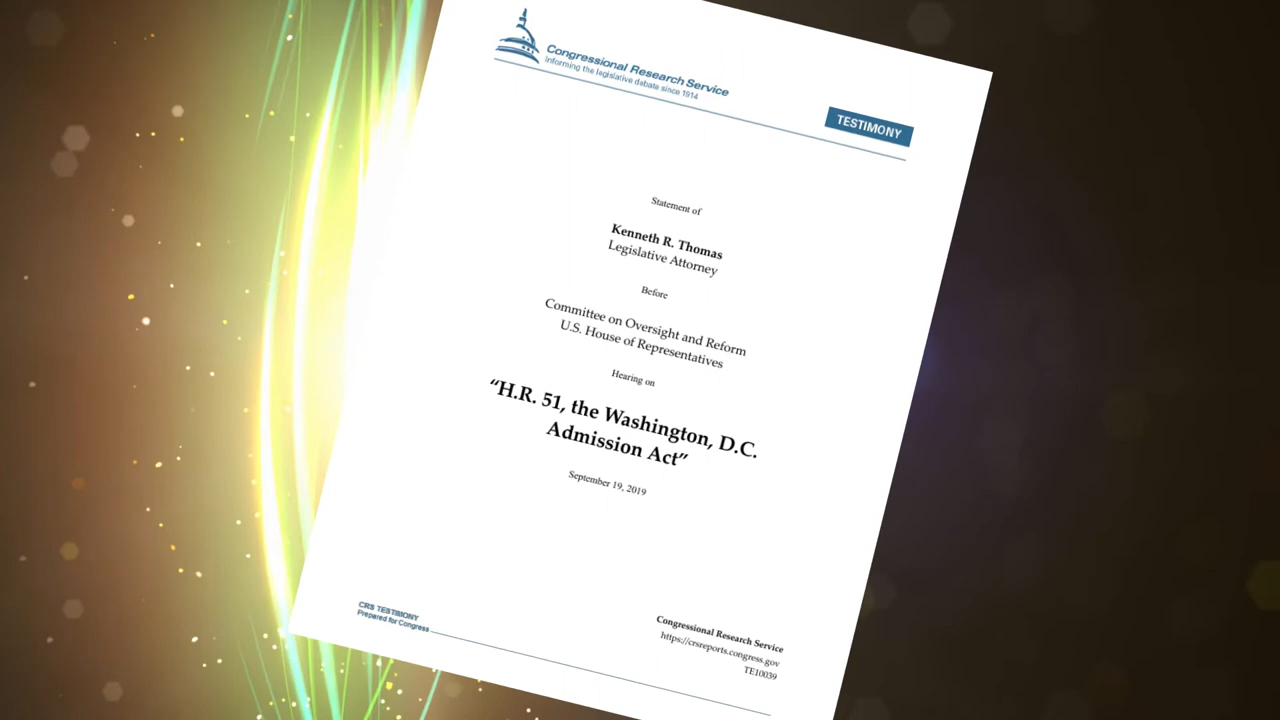 Congressional Research Service
Informing the legislative debate since 1914
TESTIMONY
Statement of
Kenneth R. Thomas
Legislative Attorney
Before
Committee on Oversight and Reform
U.S. House of Representatives
Hearing on
“H.R. 51, the Washington, D.C.
Admission Act”
September 19, 2019
CRS TESTIMONY
Prepared for Congress
Congressional Research Service
https://crsreports.congress.gov
TE10039